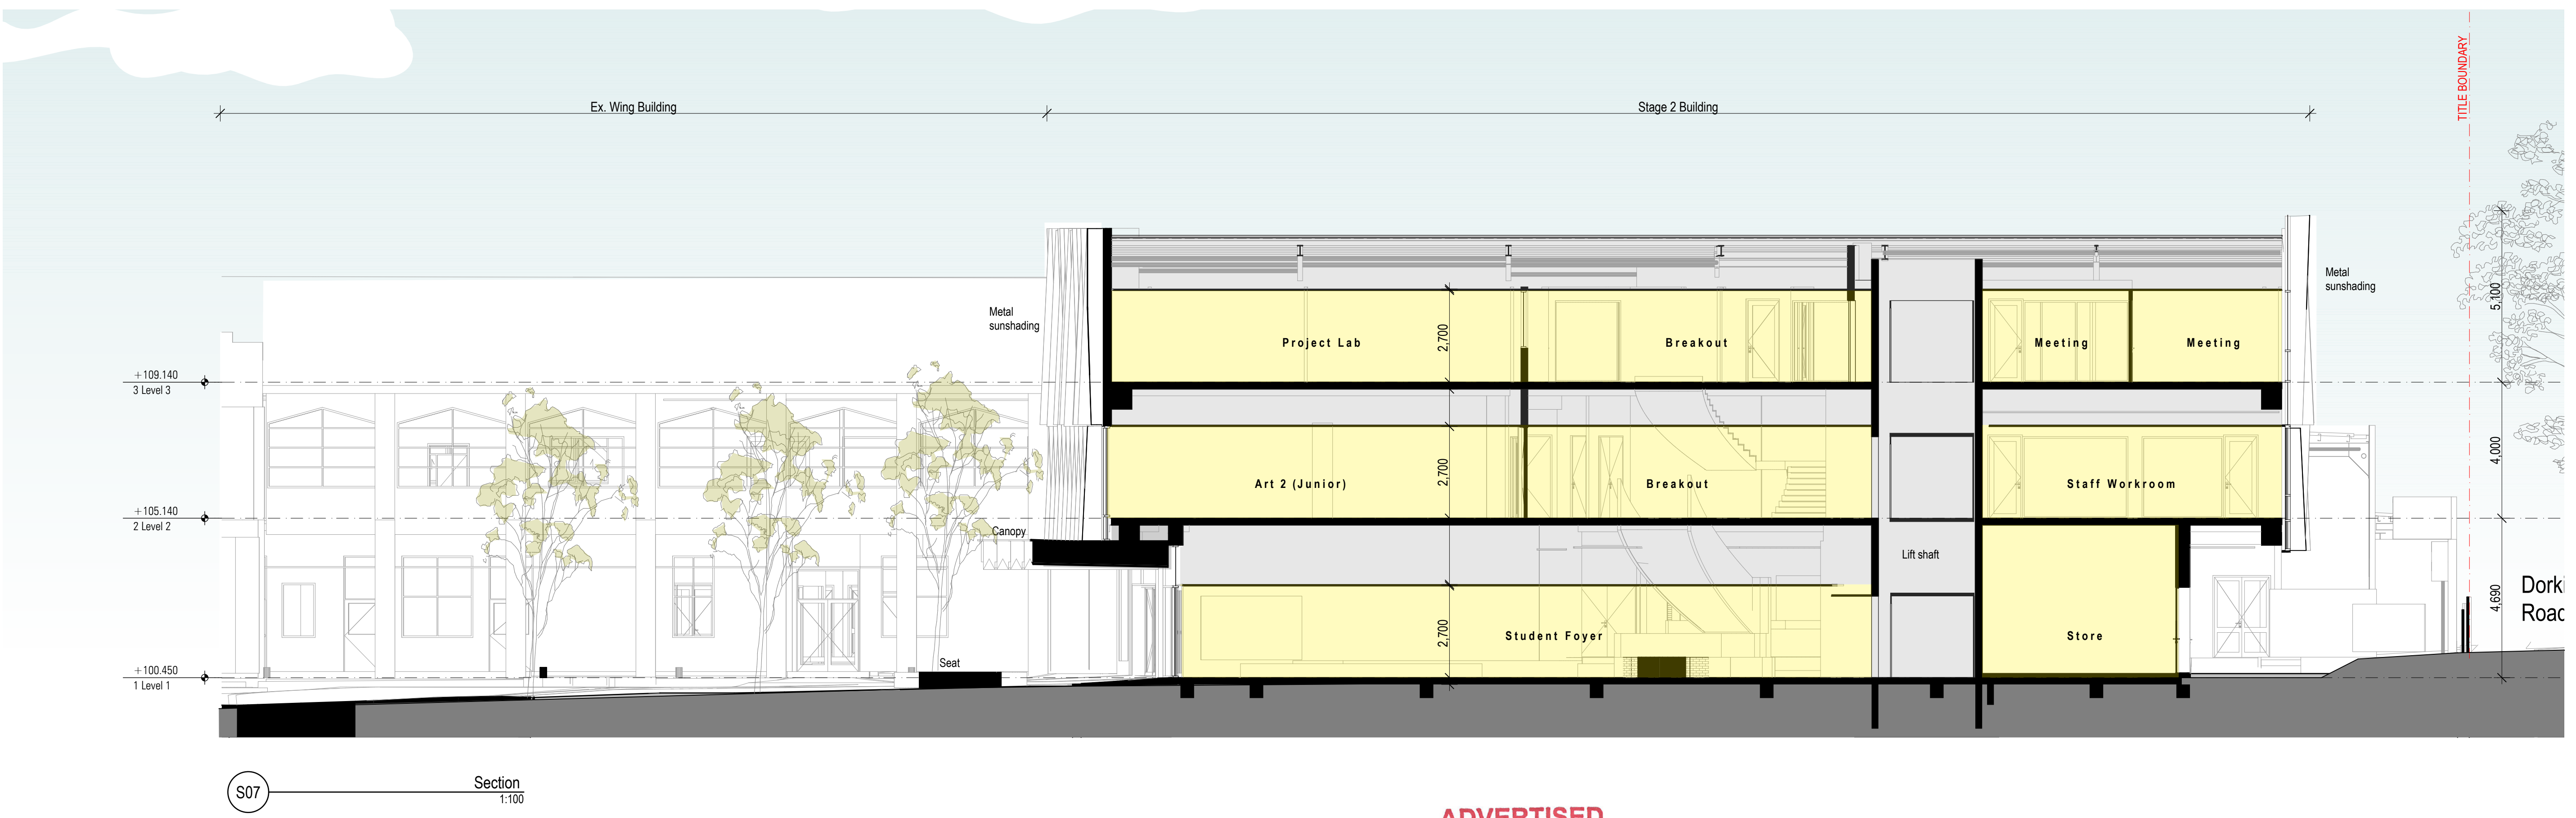 TITLE BOUNDARY
Ex. Wing Building
Stage 2 Building
Metal
sunshading
Metal
sunshading
5,100
2,700
Project Lab
Breakout
Meeting
Meeting
+109.140
3 Level 3
4,000
2,700
Art 2 (Junior)
Breakout
Staff Workroom
+105.140
2 Level 2
Canopy
Lift shaft
4,690
2,700
Student Foyer
Store
Dorki
Road
Seat
+100.450
1 Level 1
S07
Section
1:100
ADVERTISED